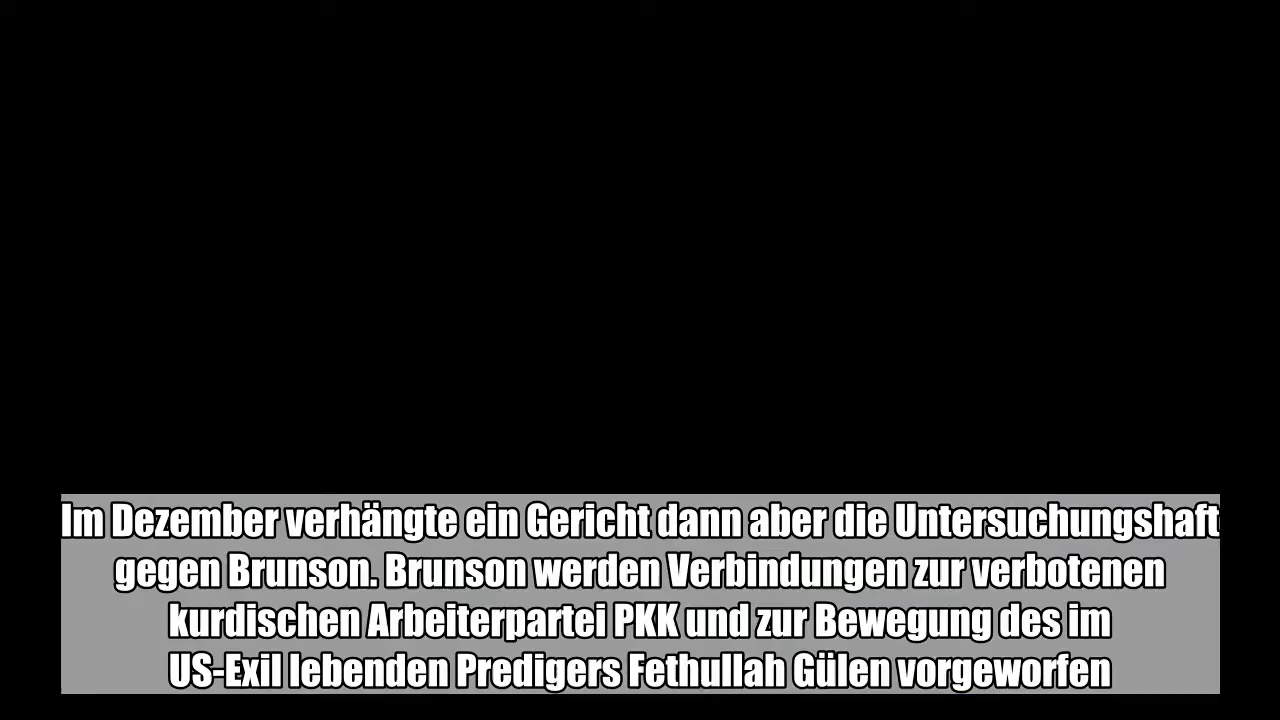 Im Dezember verhängte ein Gericht dann aber die Untersuchungshaft
gegen Brunson. Brunson werden Verbindungen zur verbotenen
kurdischen Arbeiterpartei PKK und zur Bewegung des im
US-Exil lebenden Predigers Fethullah Gülen vorgeworfen